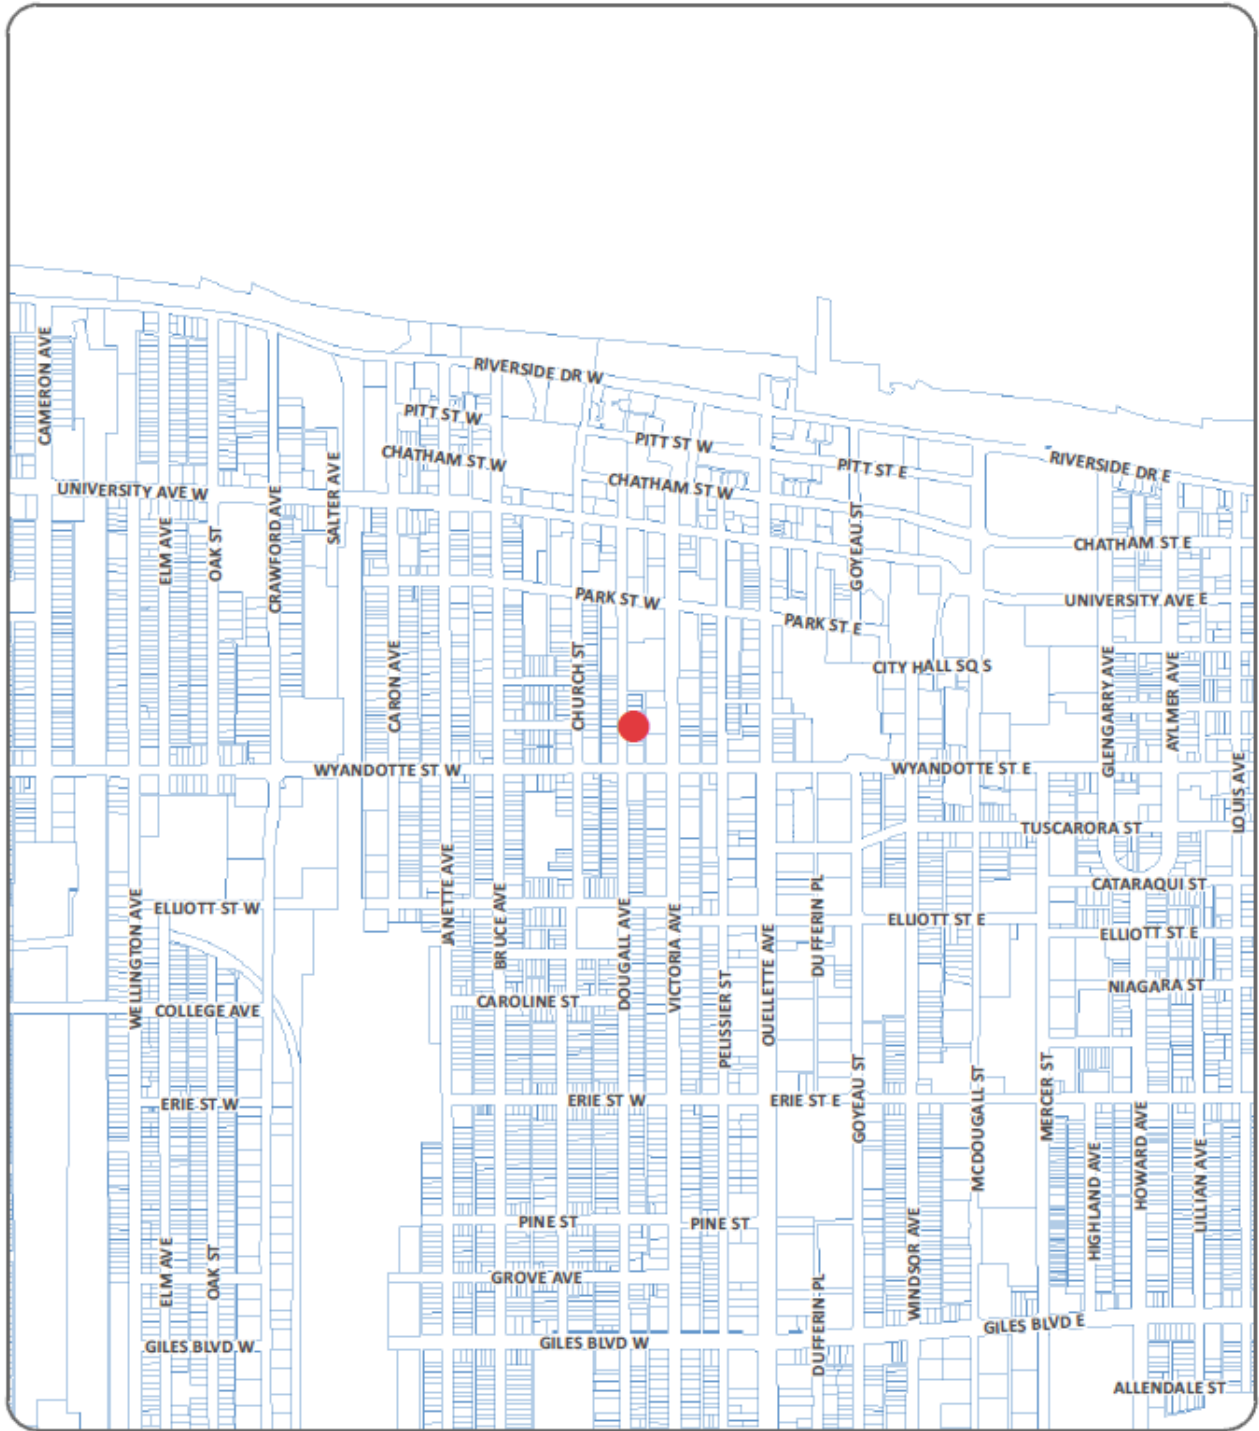 RIVERSIDE DR W
CAMERON AVE
PITT ST W
PITT ST W
CHATHAM ST W
PITT ST E
RIVERSIDE DR E
UNIVERSITY AVE W
CHATHAM ST W
SALTER AVE
CRAWFORD AVE
ELM AVE
OAK ST
GOYEAU ST
CHATHAM ST E
PARK ST W
UNIVERSITY AVE E
PARK ST E
CITY HALL SQ S
CARON AVE
CHURCH ST
GLENGARRY AVE
AYLMER AVE
WYANDOTTE ST W
WYANDOTTE ST E
LOUIS AVE
TUSCARORA ST
JANETTE AVE
CATARAQUI ST
ELLIOTT ST W
BRUCE AVE
DOUGALL AVE
VICTORIA AVE
DUFFERIN PL
ELLIOTT ST E
ELLIOTT ST E
WELLINGTON AVE
OUELLETTE AVE
NIAGARA ST
CAROLINE ST
COLLEGE AVE
PELISSIER ST
ERIE ST W
ERIE ST W
ERIE ST E
GOYEAU ST
MCDOUGALL ST
MERCER ST
HOWARD AVE
HIGHLAND AVE
LILLIAN AVE
PINE ST
PINE ST
ELM AVE
OAK ST
GROVE AVE
WINDSOR AVE
DUFFERIN PL
GILES BLVD W
GILES BLVD W
GILES BLVD E
ALLENDALE ST